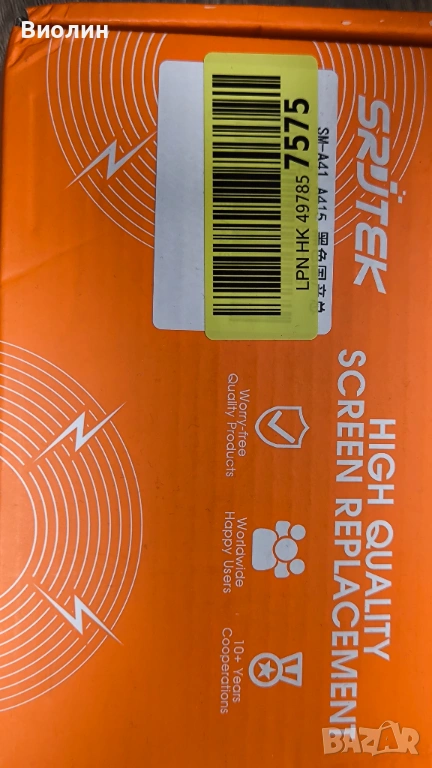 Виолин
SRJTEK
SM-A41 A415
LPN HK 49785 7575
HIGH QUALITY
SCREEN REPLACEMENT
Worry-free
Quality Products
Worldwide
Happy Users
10+ Years
Cooperations
BAZAR